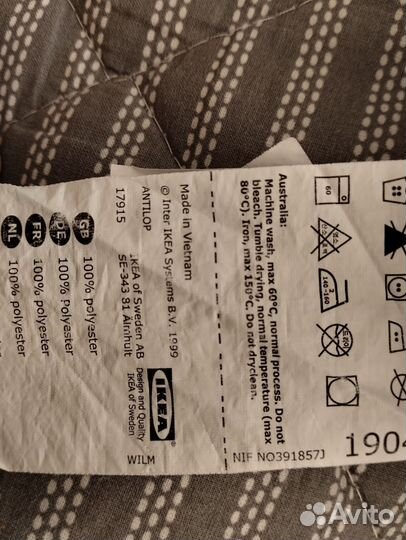 Australia:
Machine wash, max 60°C, normal process. Do not
bleach. Tumble drying, normal temperature (max
80°C). Iron, max 150°C. Do not dryclean.
NIF NO391857J
1904
60
Made in Vietnam
© Inter IKEA Systems B.V. 1999
ANTILOP
17915
IKEA of Sweden AB
SE-343 81 Älmhult
IKEA
Design and Quality
IKEA of Sweden
WILM
GB 100% polyester
DE 100% polyester
FR 100% polyester
NL 100% polyester
Avito